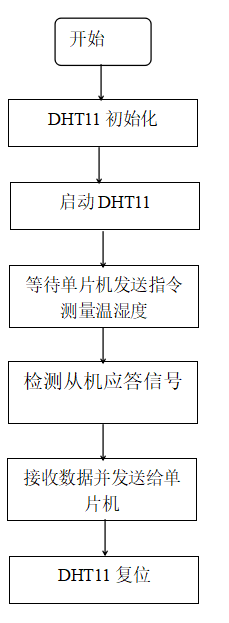 开始
DHT11 初始化
启动 DHT11
等待单片机发送指令
测量温湿度
检测从机应答信号
接收数据并发送给单
片机
DHT11 复位